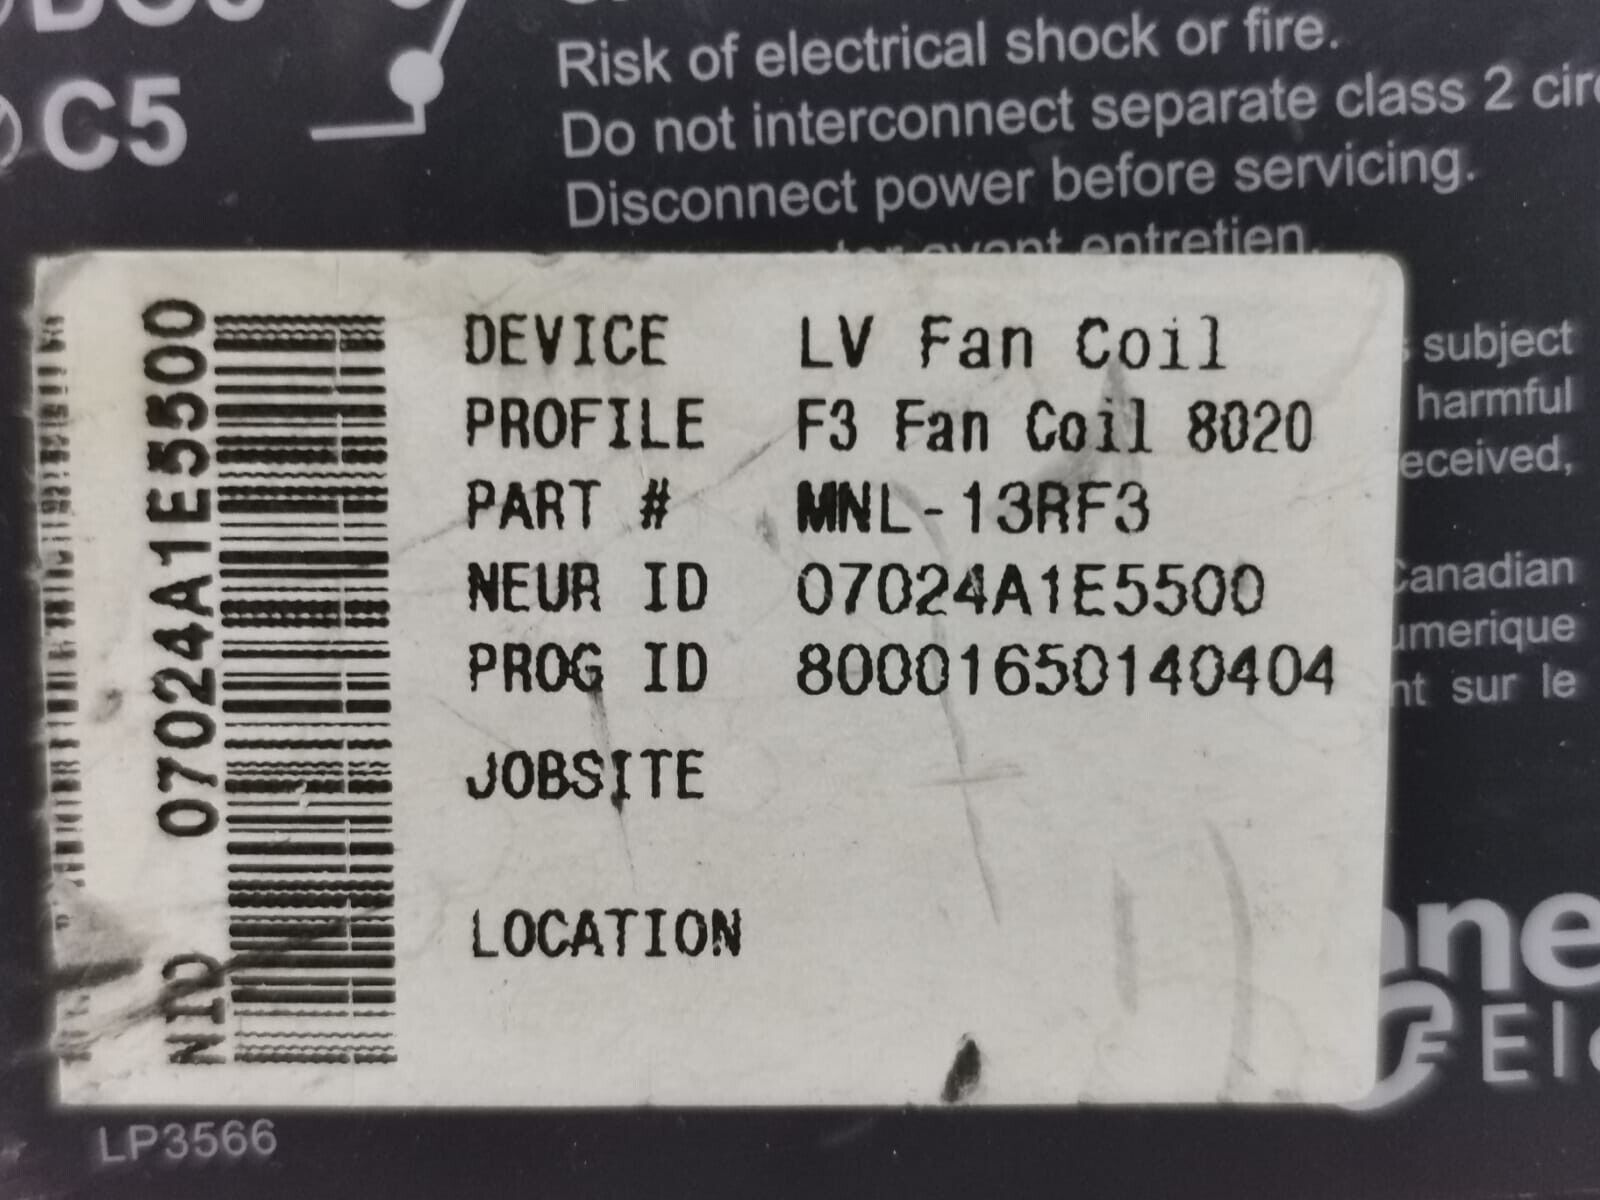 C5
Risk of electrical shock or fire.
Do not interconnect separate class 2
Disconnect power before servicing.
entretien.
subject
harmful
eceived,
Canadian
umerique
nt sur le
NID 07024A1E5500
DEVICE LV Fan Coil
PROFILE F3 Fan Coil 8020
PART # MNL-13RF3
NEUR ID 07024A1E5500
PROG ID 80001650140404
JOBSITE
LOCATION
LP3566